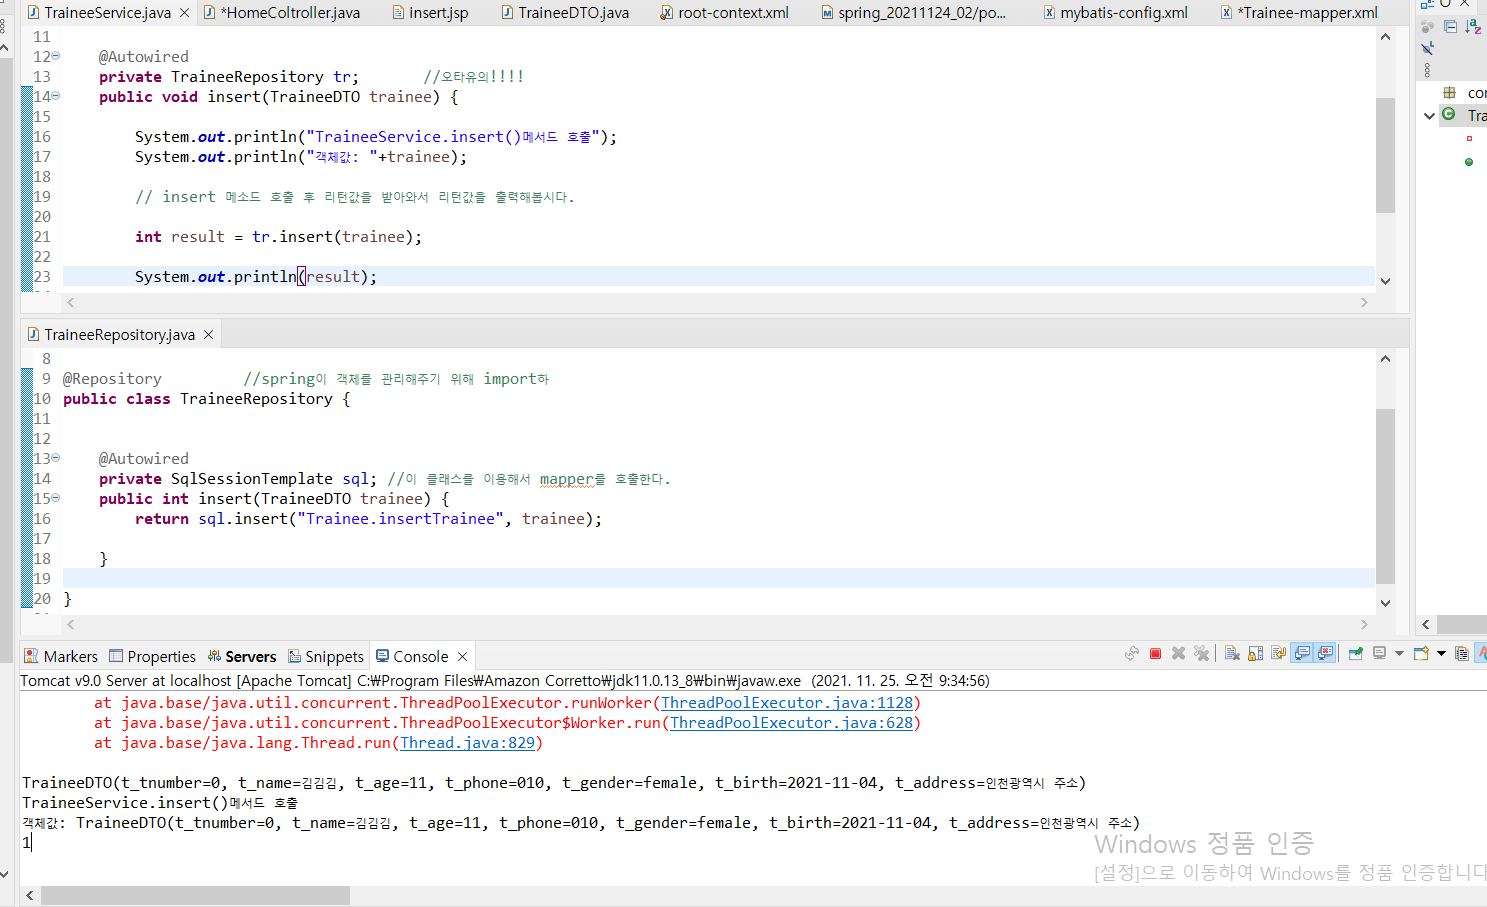 TraineeService.java
*HomeColtroller.java
insert.jsp
TraineeDTO.java
root-context.xml
spring_20211124_02/po...
mybatis-config.xml
*Trainee-mapper.xml
11
12 @Autowired
13 private TraineeRepository tr; //오타유의!!!!
14 public void insert(TraineeDTO trainee) {
15
16 System.out.println("TraineeService.insert()메서드 호출");
17 System.out.println("객체값: "+trainee);
18
19 // insert 메소드 호출 후 리턴값을 받아와서 리턴값을 출력해봅시다.
20
21 int result = tr.insert(trainee);
22
23 System.out.println(result);
cor
Tra
TraineeRepository.java
8
9 @Repository //spring이 객체를 관리해주기 위해 import하
10 public class TraineeRepository {
11
12
13 @Autowired
14 private SqlSessionTemplate sql; //이 클래스를 이용해서 mapper를 호출한다.
15 public int insert(TraineeDTO trainee) {
16 return sql.insert("Trainee.insertTrainee", trainee);
17
18 }
19
20 }
Markers Properties Servers Snippets Console
Tomcat v9.0 Server at localhost [Apache Tomcat] C:₩Program Files₩Amazon Corretto₩jdk11.0.13_8₩bin₩javaw.exe (2021. 11. 25. 오전 9:34:56)
at java.base/java.util.concurrent.ThreadPoolExecutor.runWorker(ThreadPoolExecutor.java:1128)
at java.base/java.util.concurrent.ThreadPoolExecutor$Worker.run(ThreadPoolExecutor.java:628)
at java.base/java.lang.Thread.run(Thread.java:829)
TraineeDTO(t_tnumber=0, t_name=김김김, t_age=11, t_phone=010, t_gender=female, t_birth=2021-11-04, t_address=인천광역시 주소)
TraineeService.insert()메서드 호출
객체값: TraineeDTO(t_tnumber=0, t_name=김김김, t_age=11, t_phone=010, t_gender=female, t_birth=2021-11-04, t_address=인천광역시 주소)
1
Windows 정품 인증
[설정]으로 이동하여 Windows를 정품 인증합니다